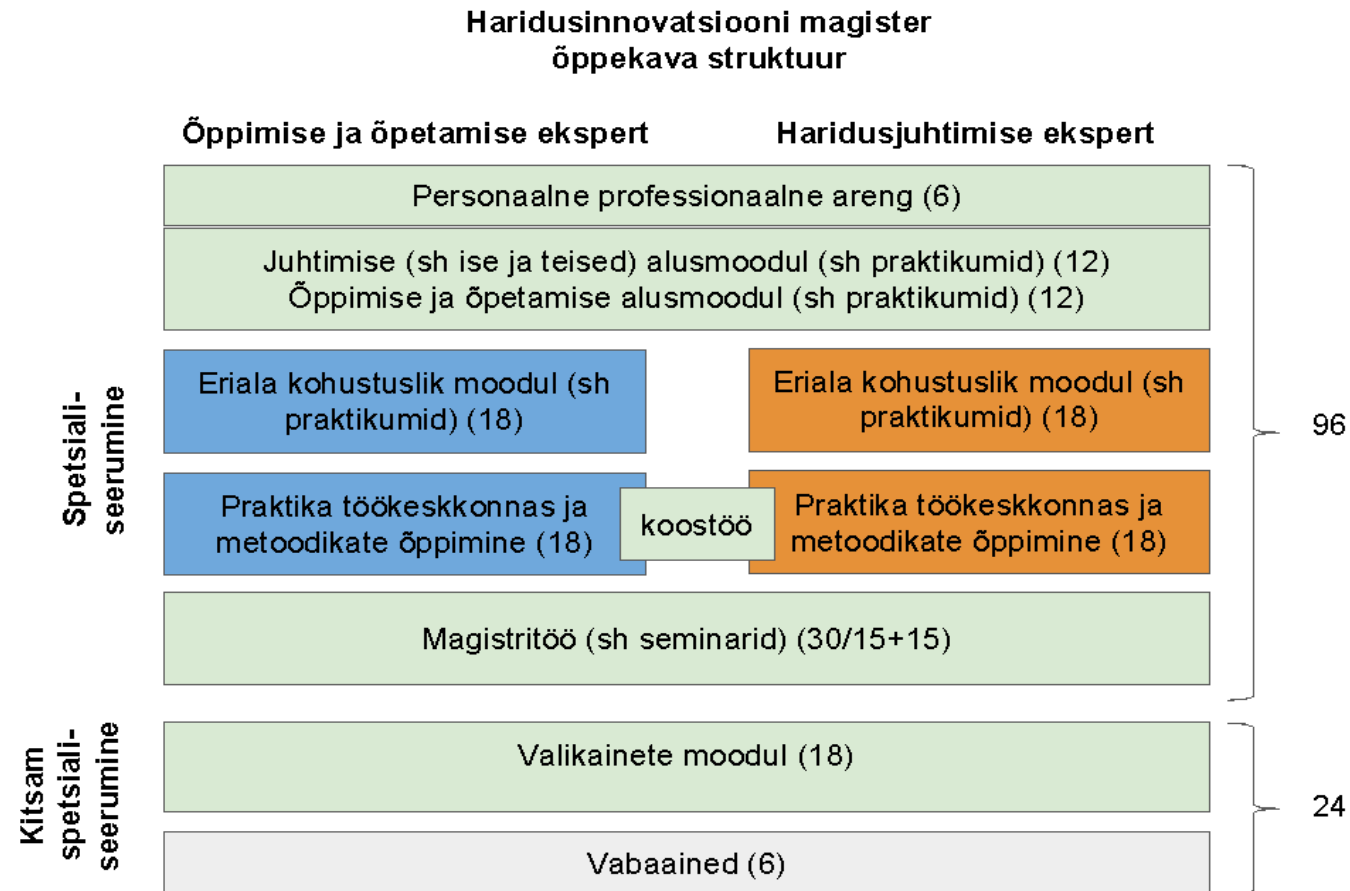 Haridusinnovatsiooni magister
õppekava struktuur
Õppimise ja õpetamise ekspert
Haridusjuhtimise ekspert
Personaalne professionaalne areng (6)
Juhtimise (sh ise ja teised) alusmoodul (sh praktikumid) (12)
Õppimise ja õpetamise alusmoodul (sh praktikumid) (12)
Spetsiali-
seerumine
Eriala kohustuslik moodul (sh
praktikumid) (18)
Eriala kohustuslik moodul (sh
praktikumid) (18)
96
Praktika töökeskkonnas ja
metoodikate õppimine (18)
koostöö
Praktika töökeskkonnas ja
metoodikate õppimine (18)
Magistritöö (sh seminarid) (30/15+15)
Kitsam
spetsiali-
seerumine
Valikainete moodul (18)
24
Vabaained (6)